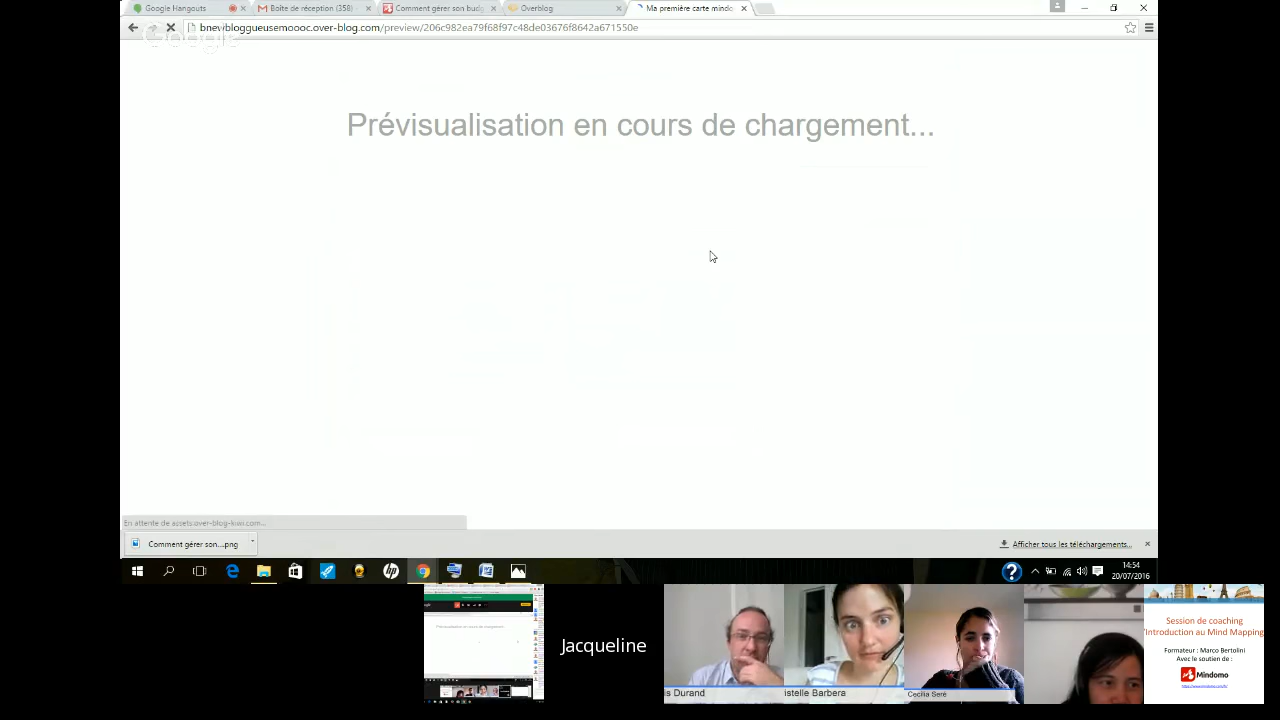 Google Hangouts
Boîte de réception (358)
Comment gérer son budg
Overblog
Ma première carte mindo
bnewbloggueusemoooc.over-blog.com/preview/206c982ea79f68f97c48de03676f8642a671550e
Google
Prévisualisation en cours de chargement...
En attente de assets.over-blog-kiwi.com...
Comment gérer son....png
Afficher tous les téléchargements...
14:54
20/07/2016
Jacqueline
is Durand
istelle Barbera
Cecilia Seré
Session de coaching
'Introduction au Mind Mapping
Formateur : Marco Bertolini
Avec le soutien de :
Mindomo